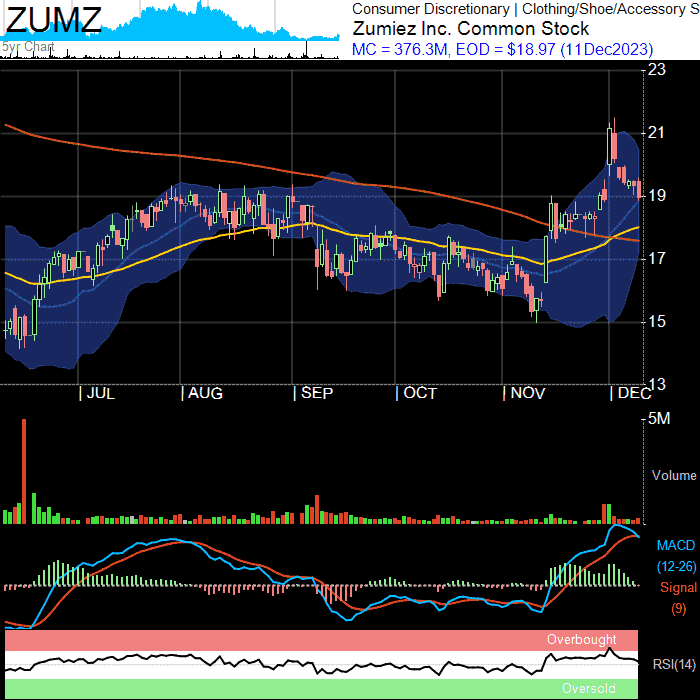 ZUMZ
5yr Chart
Consumer Discretionary | Clothing/Shoe/Accessory S
Zumiez Inc. Common Stock
MC = 376.3M, EOD = $18.97 (11Dec2023)
23
21
19
17
15
13
| JUL | AUG | SEP | OCT | NOV | DEC
5M
Volume
MACD
(12-26)
Signal
(9)
Overbought
RSI(14)
Oversold